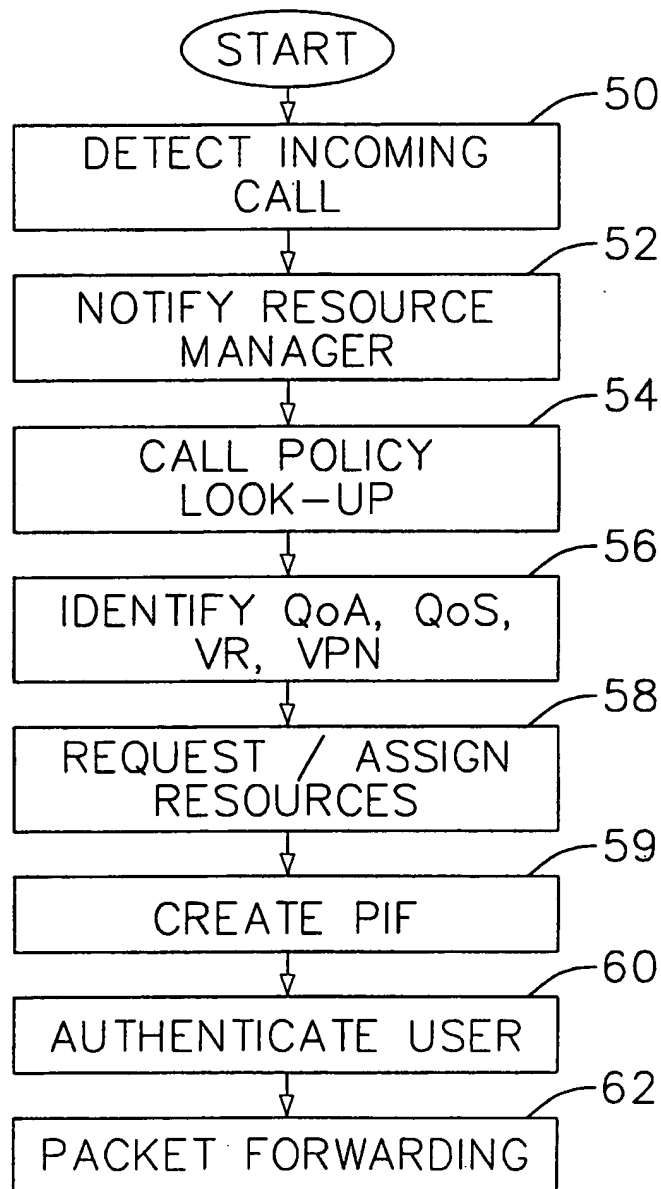 START
50
DETECT INCOMING
CALL
52
NOTIFY RESOURCE
MANAGER
54
CALL POLICY
LOOK-UP
56
IDENTIFY QoA, QoS,
VR, VPN
58
REQUEST / ASSIGN
RESOURCES
59
CREATE PIF
60
AUTHENTICATE USER
62
PACKET FORWARDING